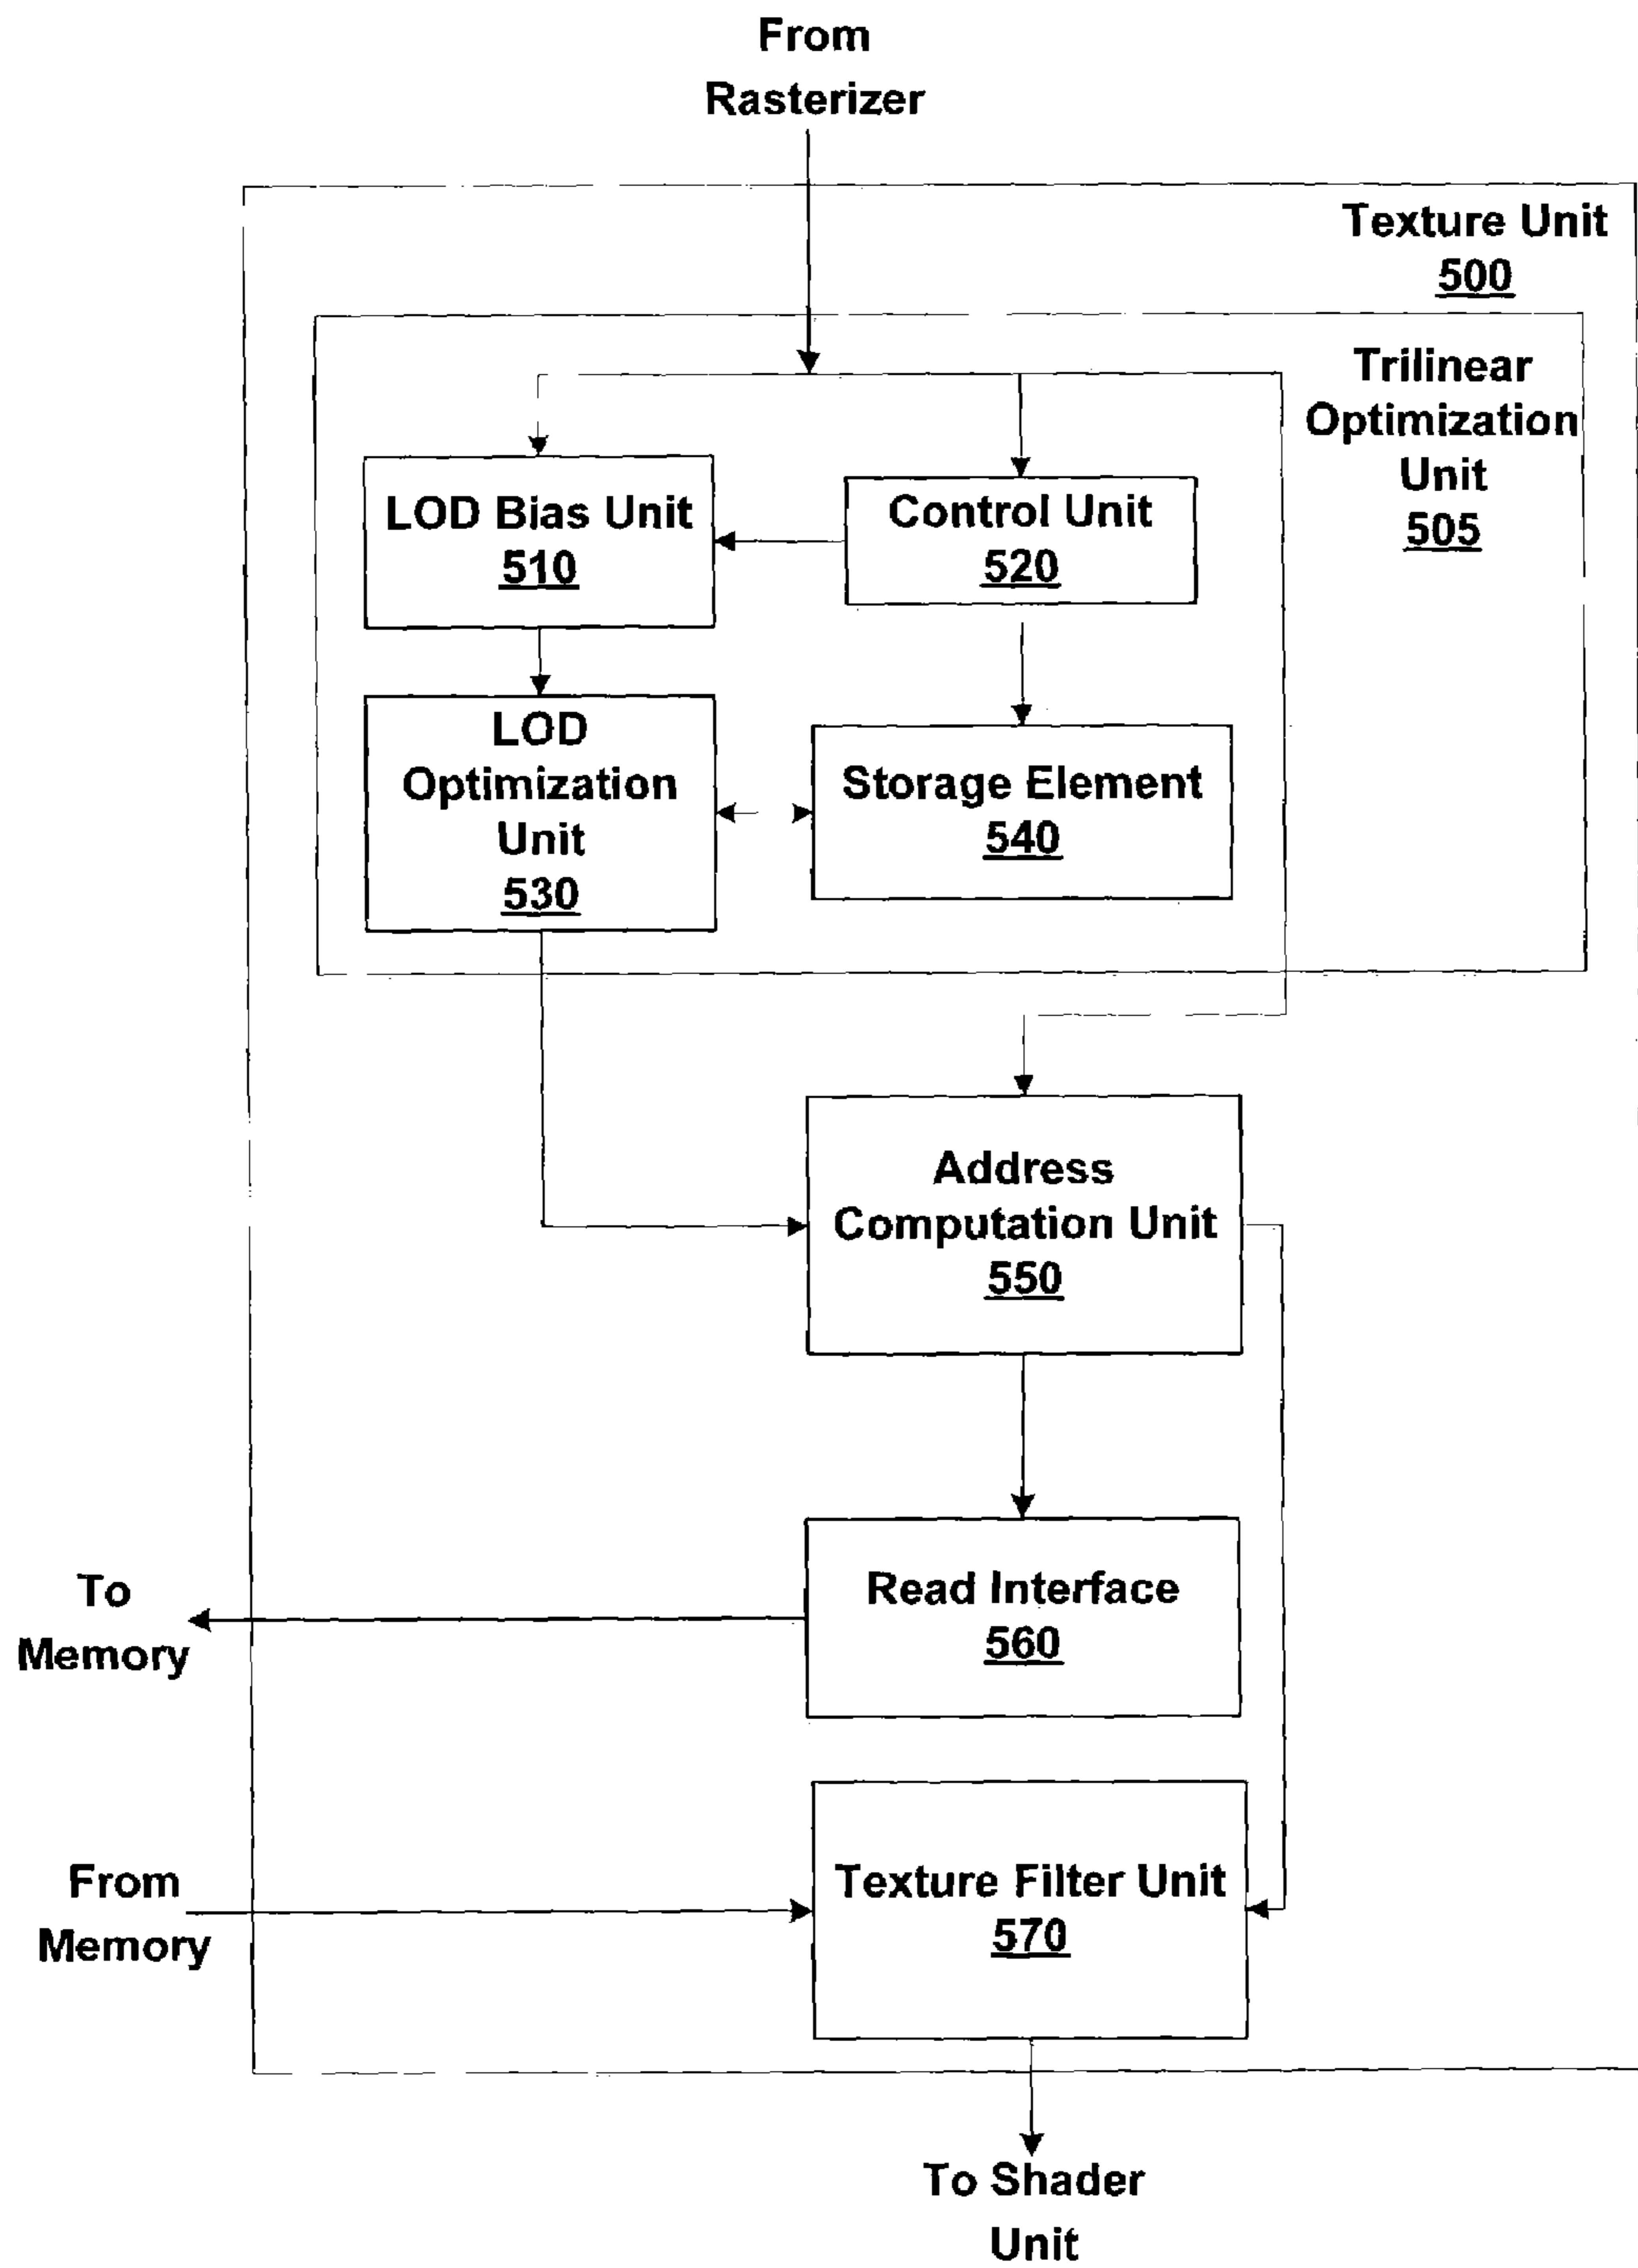 From
Rasterizer
Texture Unit
500
Trilinear
Optimization
Unit
505
LOD Bias Unit
510
Control Unit
520
LOD
Optimization
Unit
530
Storage Element
540
Address
Computation Unit
550
Read Interface
560
To
Memory
Texture Filter Unit
570
From
Memory
To Shader
Unit